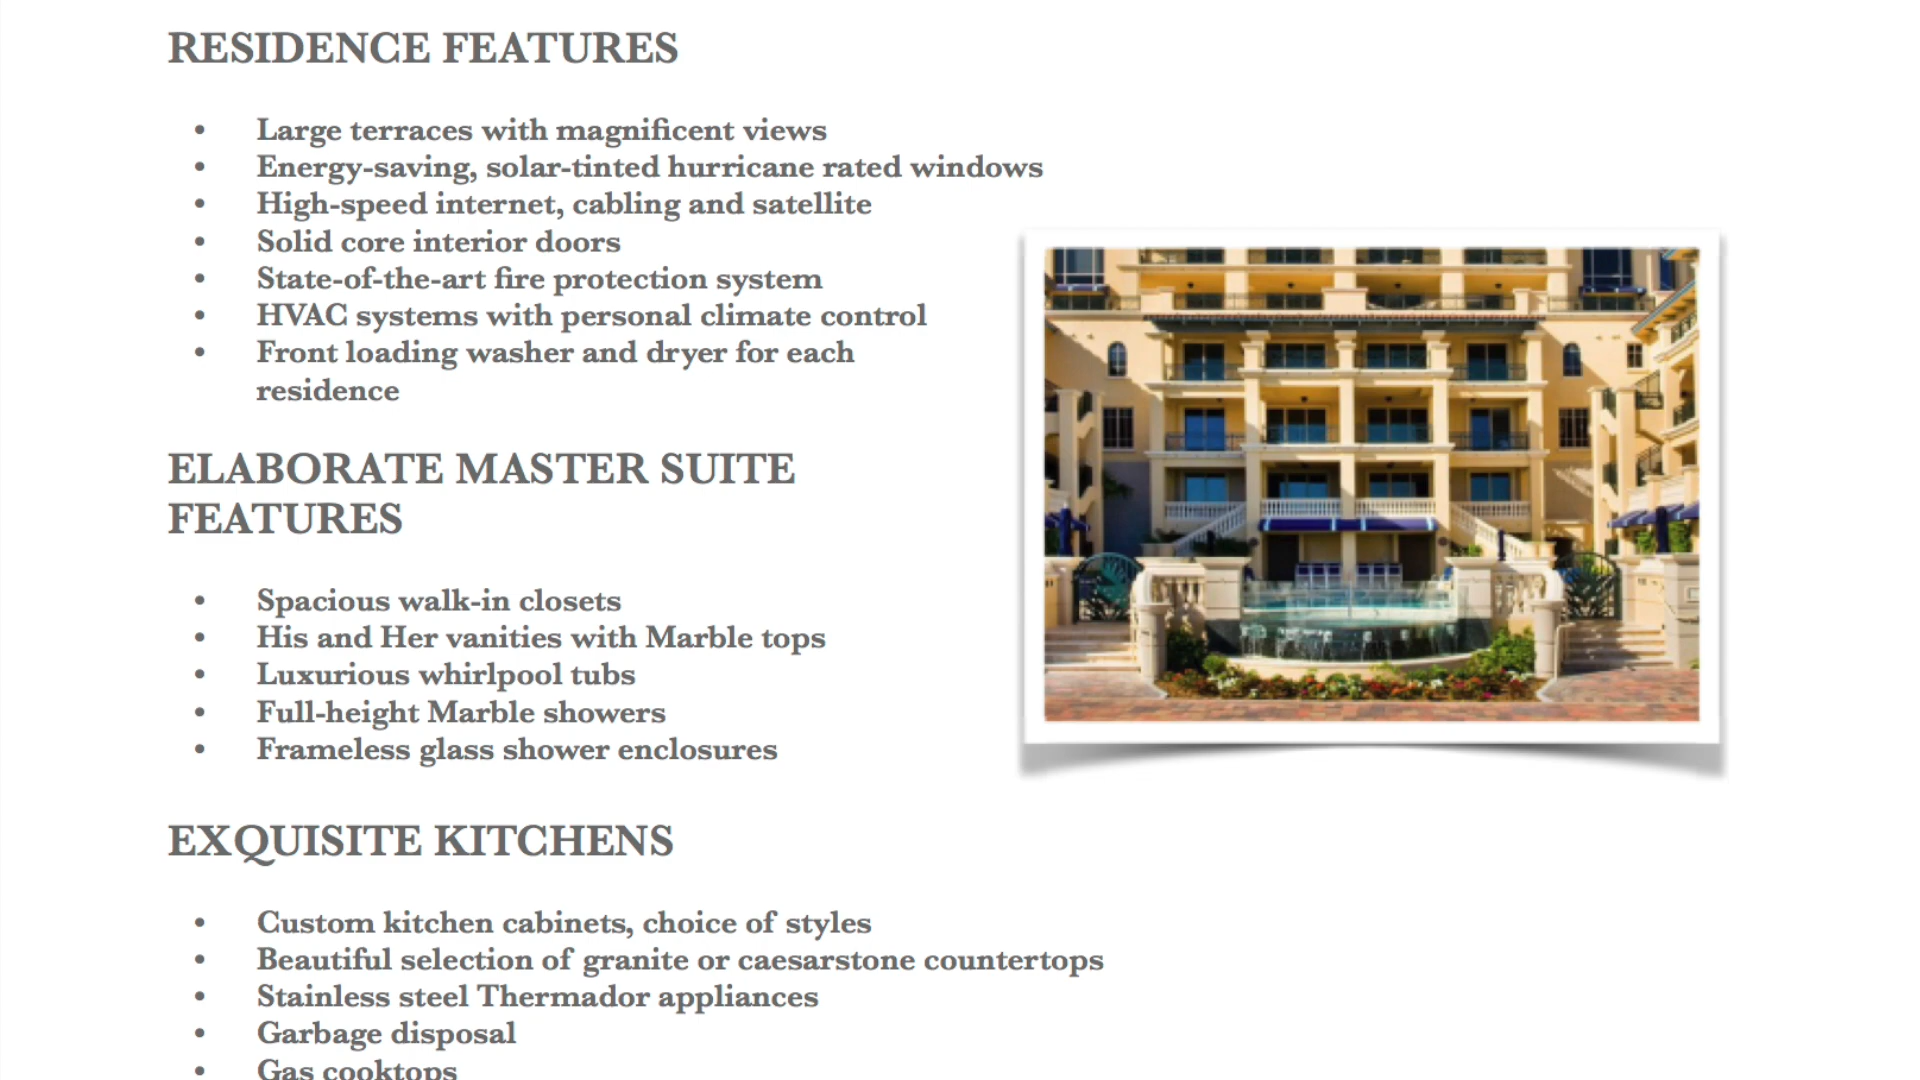 RESIDENCE FEATURES
• Large terraces with magnificent views
• Energy-saving, solar-tinted hurricane rated windows
• High-speed internet, cabling and satellite
• Solid core interior doors
• State-of-the-art fire protection system
• HVAC systems with personal climate control
• Front loading washer and dryer for each
residence
ELABORATE MASTER SUITE
FEATURES
• Spacious walk-in closets
• His and Her vanities with Marble tops
• Luxurious whirlpool tubs
• Full-height Marble showers
• Frameless glass shower enclosures
EXQUISITE KITCHENS
• Custom kitchen cabinets, choice of styles
• Beautiful selection of granite or caesarstone countertops
• Stainless steel Thermador appliances
• Garbage disposal
• Gas cooktops